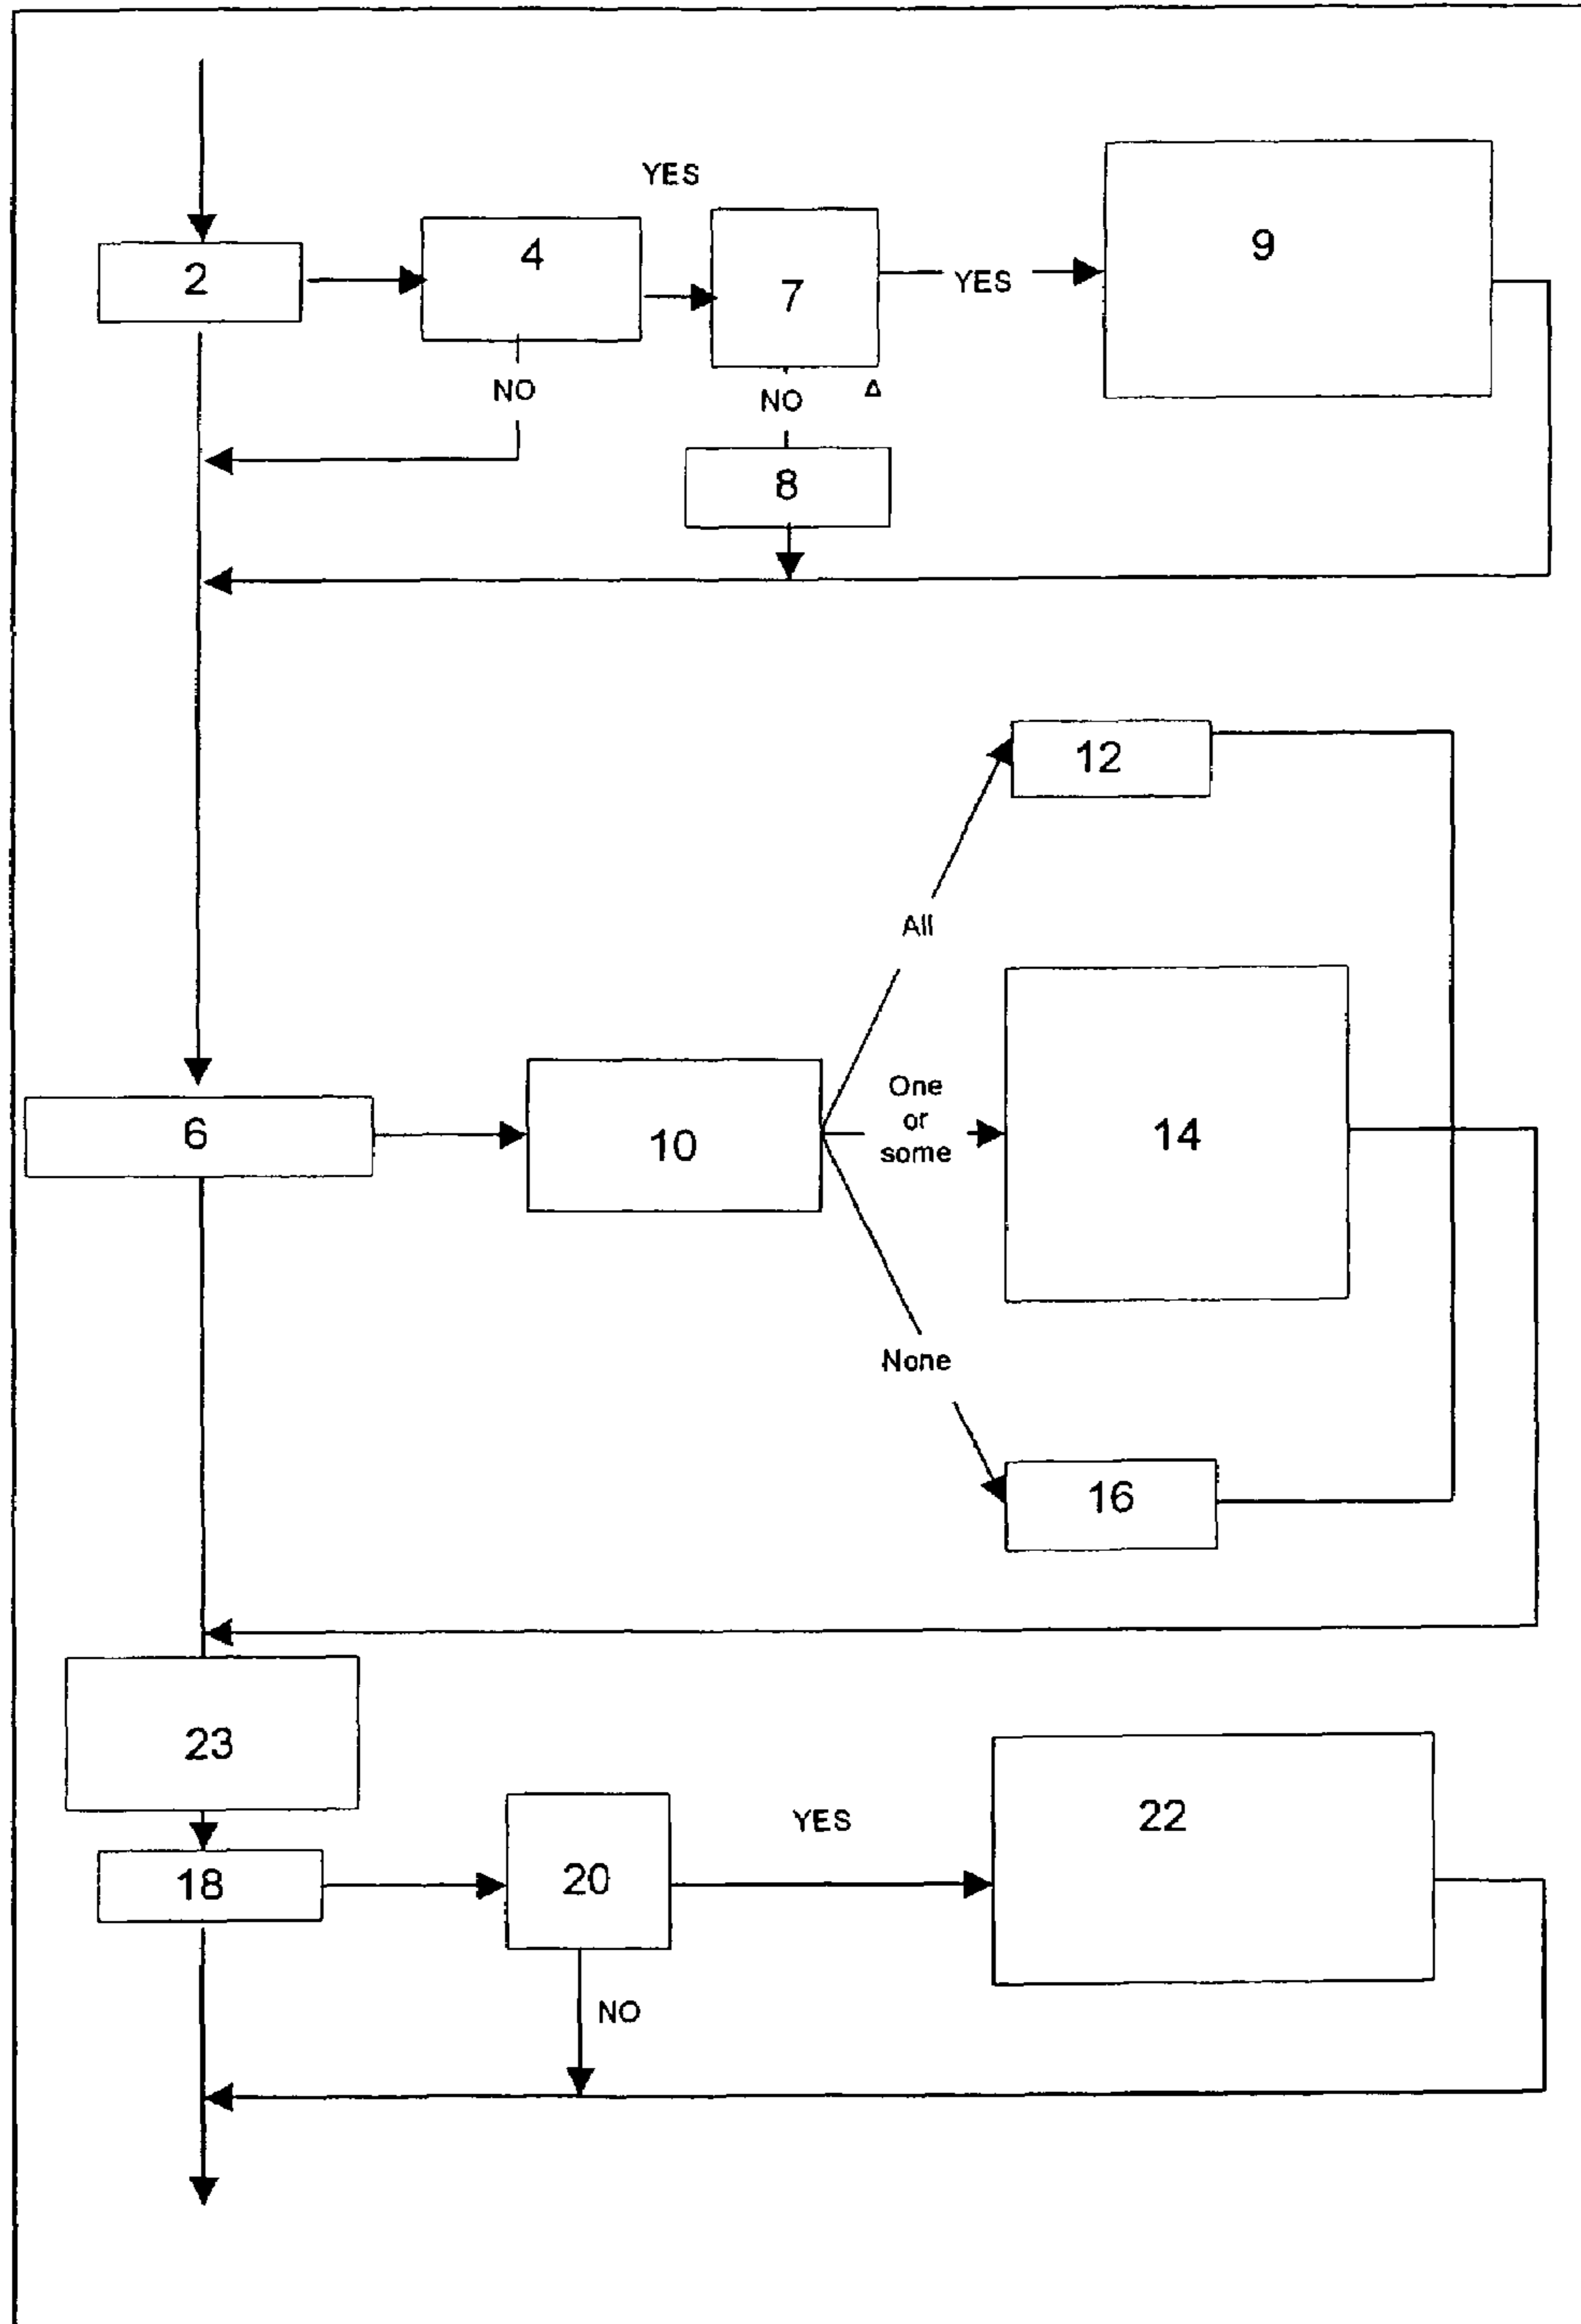 YES
2
4
7
YES
9
NO
NO
Δ
8
12
All
6
10
One
or
some
14
None
16
23
18
20
YES
22
NO